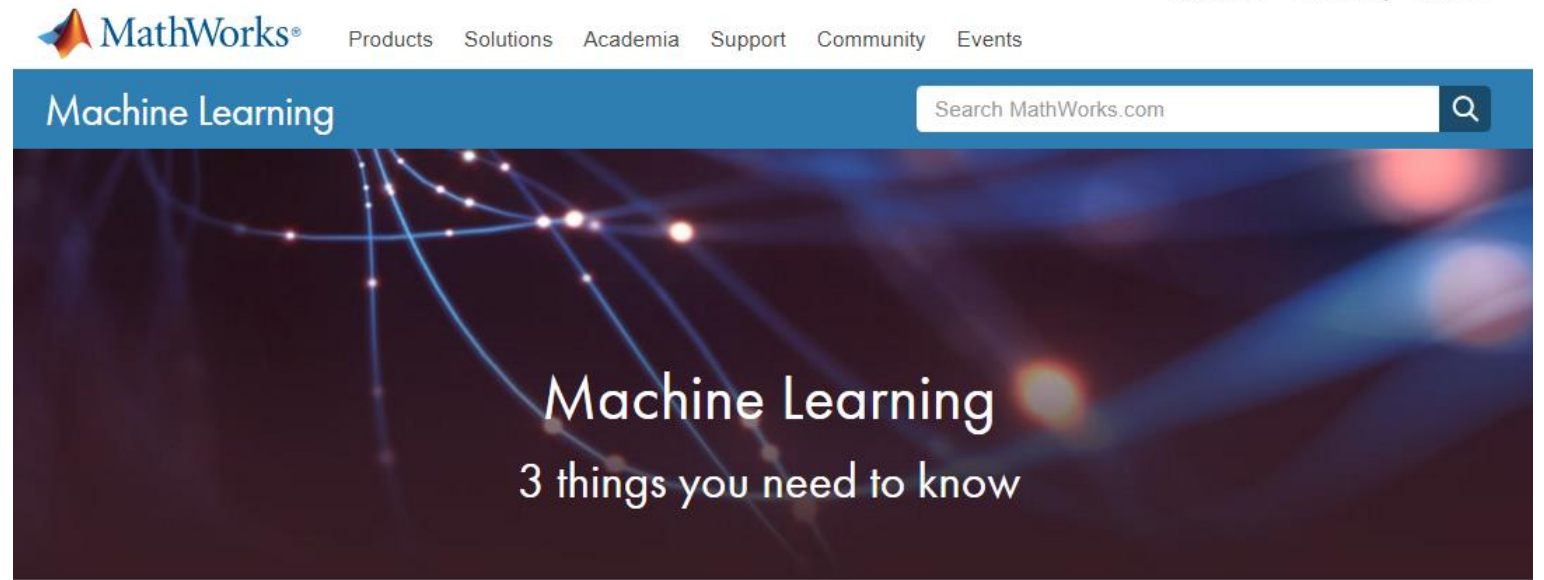 MathWorks®
Products Solutions Academia Support Community Events
Machine Learning
Search MathWorks.com
Machine Learning
3 things you need to know